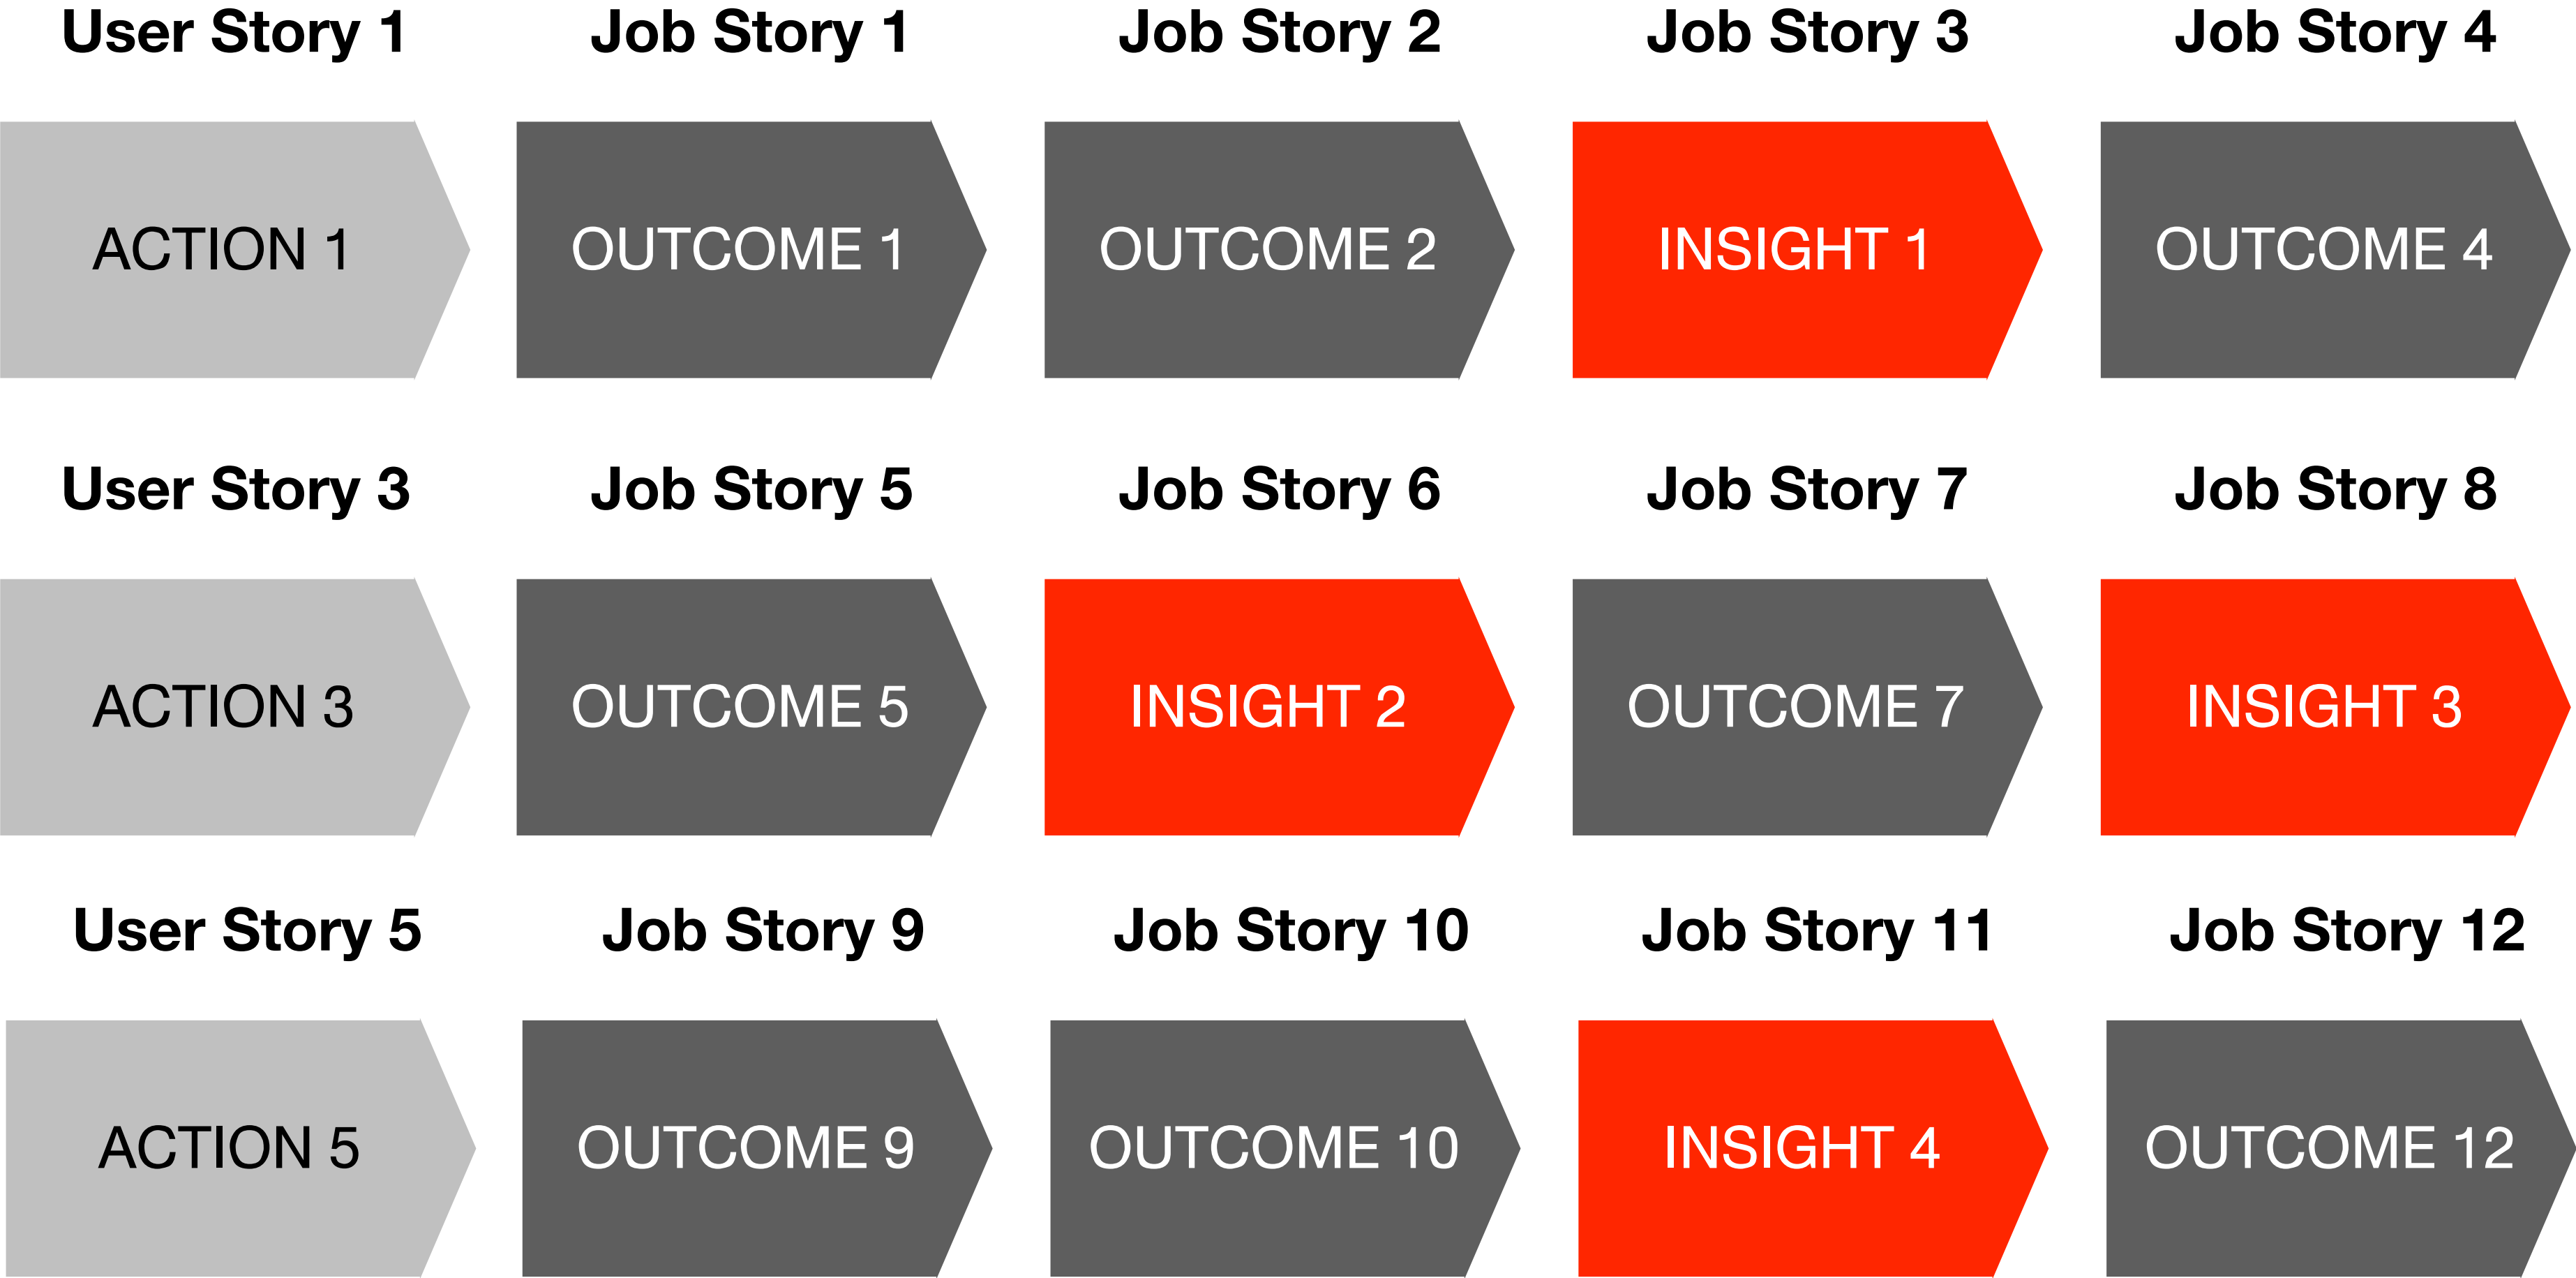 User Story 1 Job Story 1 Job Story 2 Job Story 3 Job Story 4
ACTION 1 OUTCOME 1 OUTCOME 2 INSIGHT 1 OUTCOME 4
User Story 3 Job Story 5 Job Story 6 Job Story 7 Job Story 8
ACTION 3 OUTCOME 5 INSIGHT 2 OUTCOME 7 INSIGHT 3
User Story 5 Job Story 9 Job Story 10 Job Story 11 Job Story 12
ACTION 5 OUTCOME 9 OUTCOME 10 INSIGHT 4 OUTCOME 12